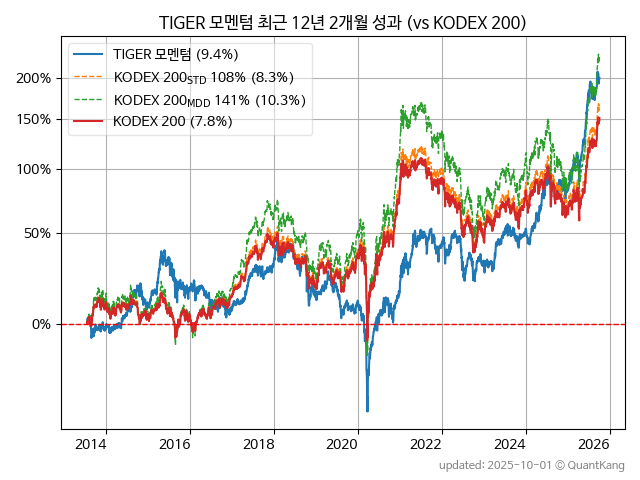 TIGER 모멘텀 최근 12년 2개월 성과 (vs KODEX 200)
TIGER 모멘텀 (9.4%)
KODEX 200STD 108% (8.3%)
KODEX 200MDD 141% (10.3%)
KODEX 200 (7.8%)
200%
150%
100%
50%
0%
2014 2016 2018 2020 2022 2024 2026
updated: 2025-10-01 © QuantKang